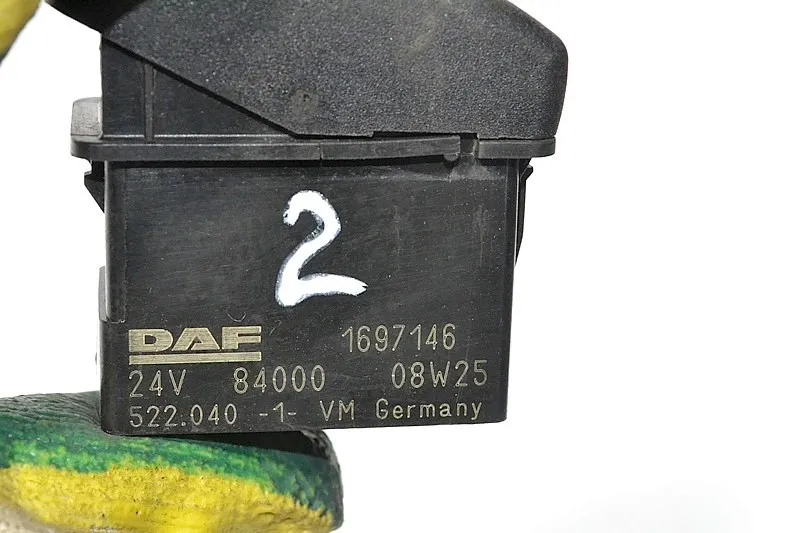 2
DAF 1697146
24V 84000 08W25
522.040 -1- VM Germany